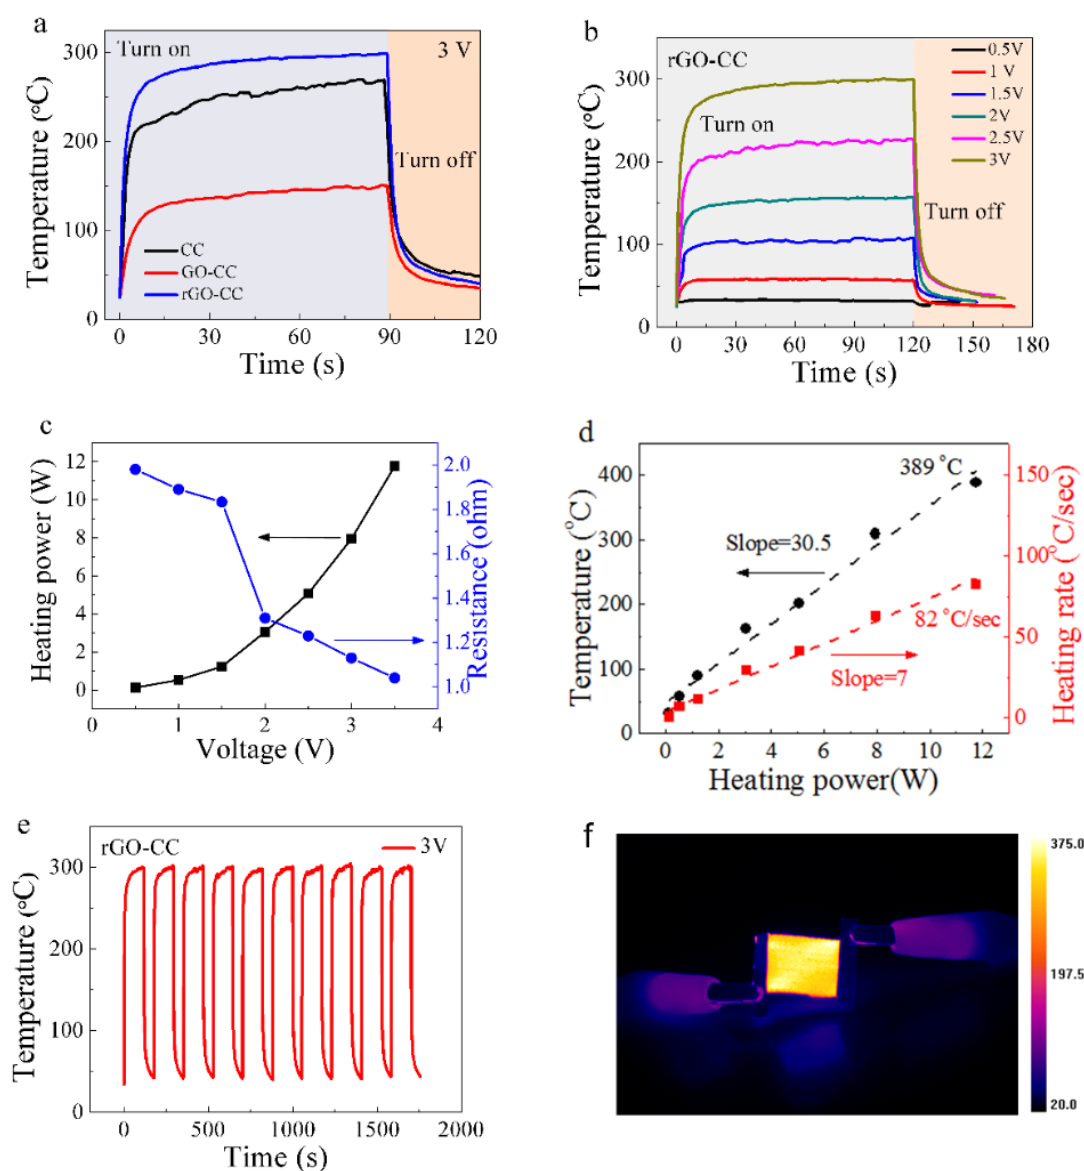 a
Turn on
3 V
Turn off
CC
GO-CC
rGO-CC
Temperature (°C)
300
200
100
0
0 30 60 90 120
Time (s)
b
rGO-CC
Turn on
Turn off
0.5V
1 V
1.5V
2V
2.5V
3V
Temperature (°C)
300
200
100
0
0 30 60 90 120 150 180
Time (s)
c
Heating power (W)
12
10
8
6
4
2
0
2.0
1.8
1.6
1.4
1.2
1.0
Resistance (ohm)
0 1 2 3 4
Voltage (V)
d
389 °C
Slope=30.5
82 °C/sec
Slope=7
Temperature (°C)
400
300
200
100
0
150
100
50
0
Heating rate (°C/sec)
0 2 4 6 8 10 12
Heating power(W)
e
rGO-CC
3V
Temperature (°C)
300
200
100
0
0 500 1000 1500 2000
Time (s)
f
375.0
197.5
20.0